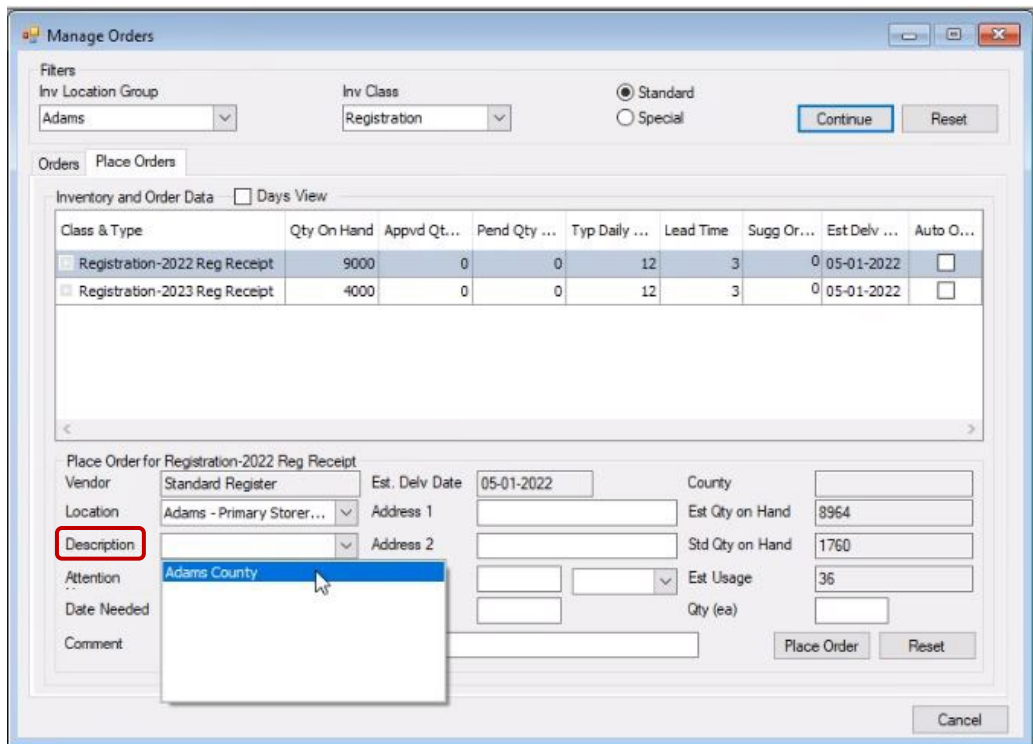 Manage Orders
Filters
Inv Location Group Inv Class Standard
Adams Registration Special Continue Reset
Orders Place Orders
Inventory and Order Data Days View
Class & Type Qty On Hand Appvd Qt... Pend Qty ... Typ Daily ... Lead Time Sugg Or... Est Delv ... Auto O...
Registration-2022 Reg Receipt 9000 0 0 12 3 0 05-01-2022
Registration-2023 Reg Receipt 4000 0 0 12 3 0 05-01-2022
Place Order for Registration-2022 Reg Receipt
Vendor Standard Register Est. Delv Date 05-01-2022 County
Location Adams - Primary Storer... Address 1 Est Qty on Hand 8964
Description Address 2 Std Qty on Hand 1760
Attention Adams County Est Usage 36
Date Needed Qty (ea)
Comment Place Order Reset
Cancel